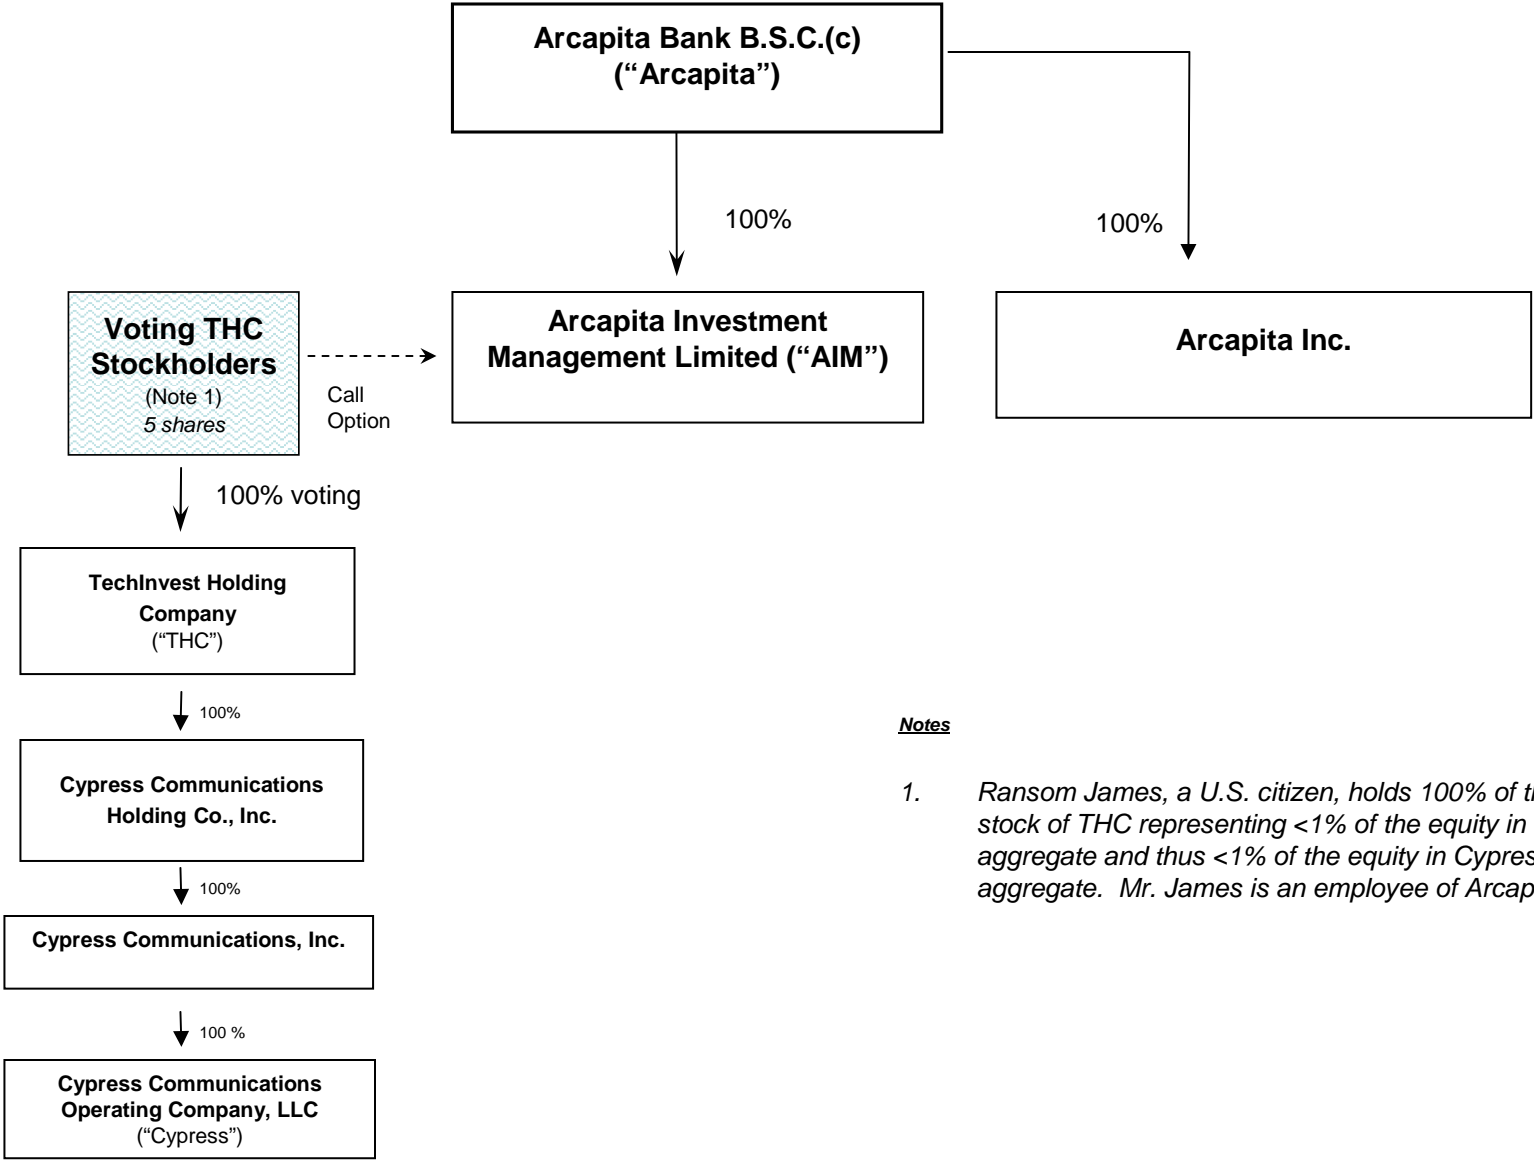 Arcapita Bank B.S.C.(c)
(“Arcapita”)
100%
100%
Voting THC
Stockholders
(Note 1)
5 shares
Call
Option
Arcapita Investment
Management Limited (“AIM”)
Arcapita Inc.
100% voting
TechInvest Holding
Company
(“THC”)
100%
Cypress Communications
Holding Co., Inc.
100%
Cypress Communications, Inc.
100 %
Cypress Communications
Operating Company, LLC
(“Cypress”)
Notes
1. Ransom James, a U.S. citizen, holds 100% of
stock of THC representing <1% of the equity in
aggregate and thus <1% of the equity in
aggregate. Mr. James is an employee of